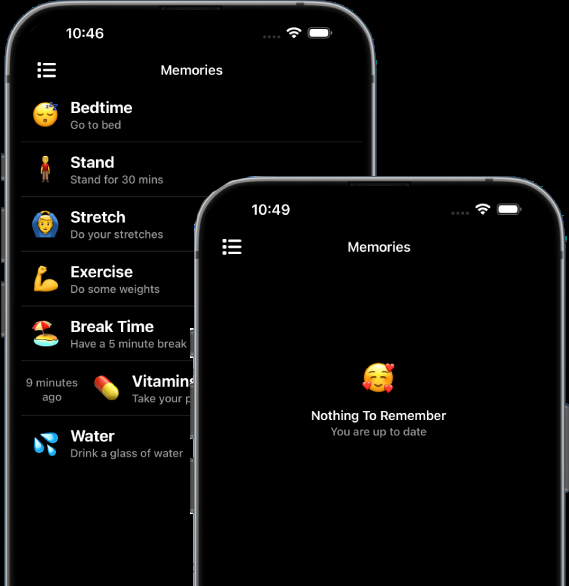 10:46
Memories
Bedtime
Go to bed
Stand
Stand for 30 mins
Stretch
Do your stretches
Exercise
Do some weights
Break Time
Have a 5 minute break
9 minutes
ago
Vitamins
Take your
Water
Drink a glass of water
10:49
Memories
Nothing To Remember
You are up to date